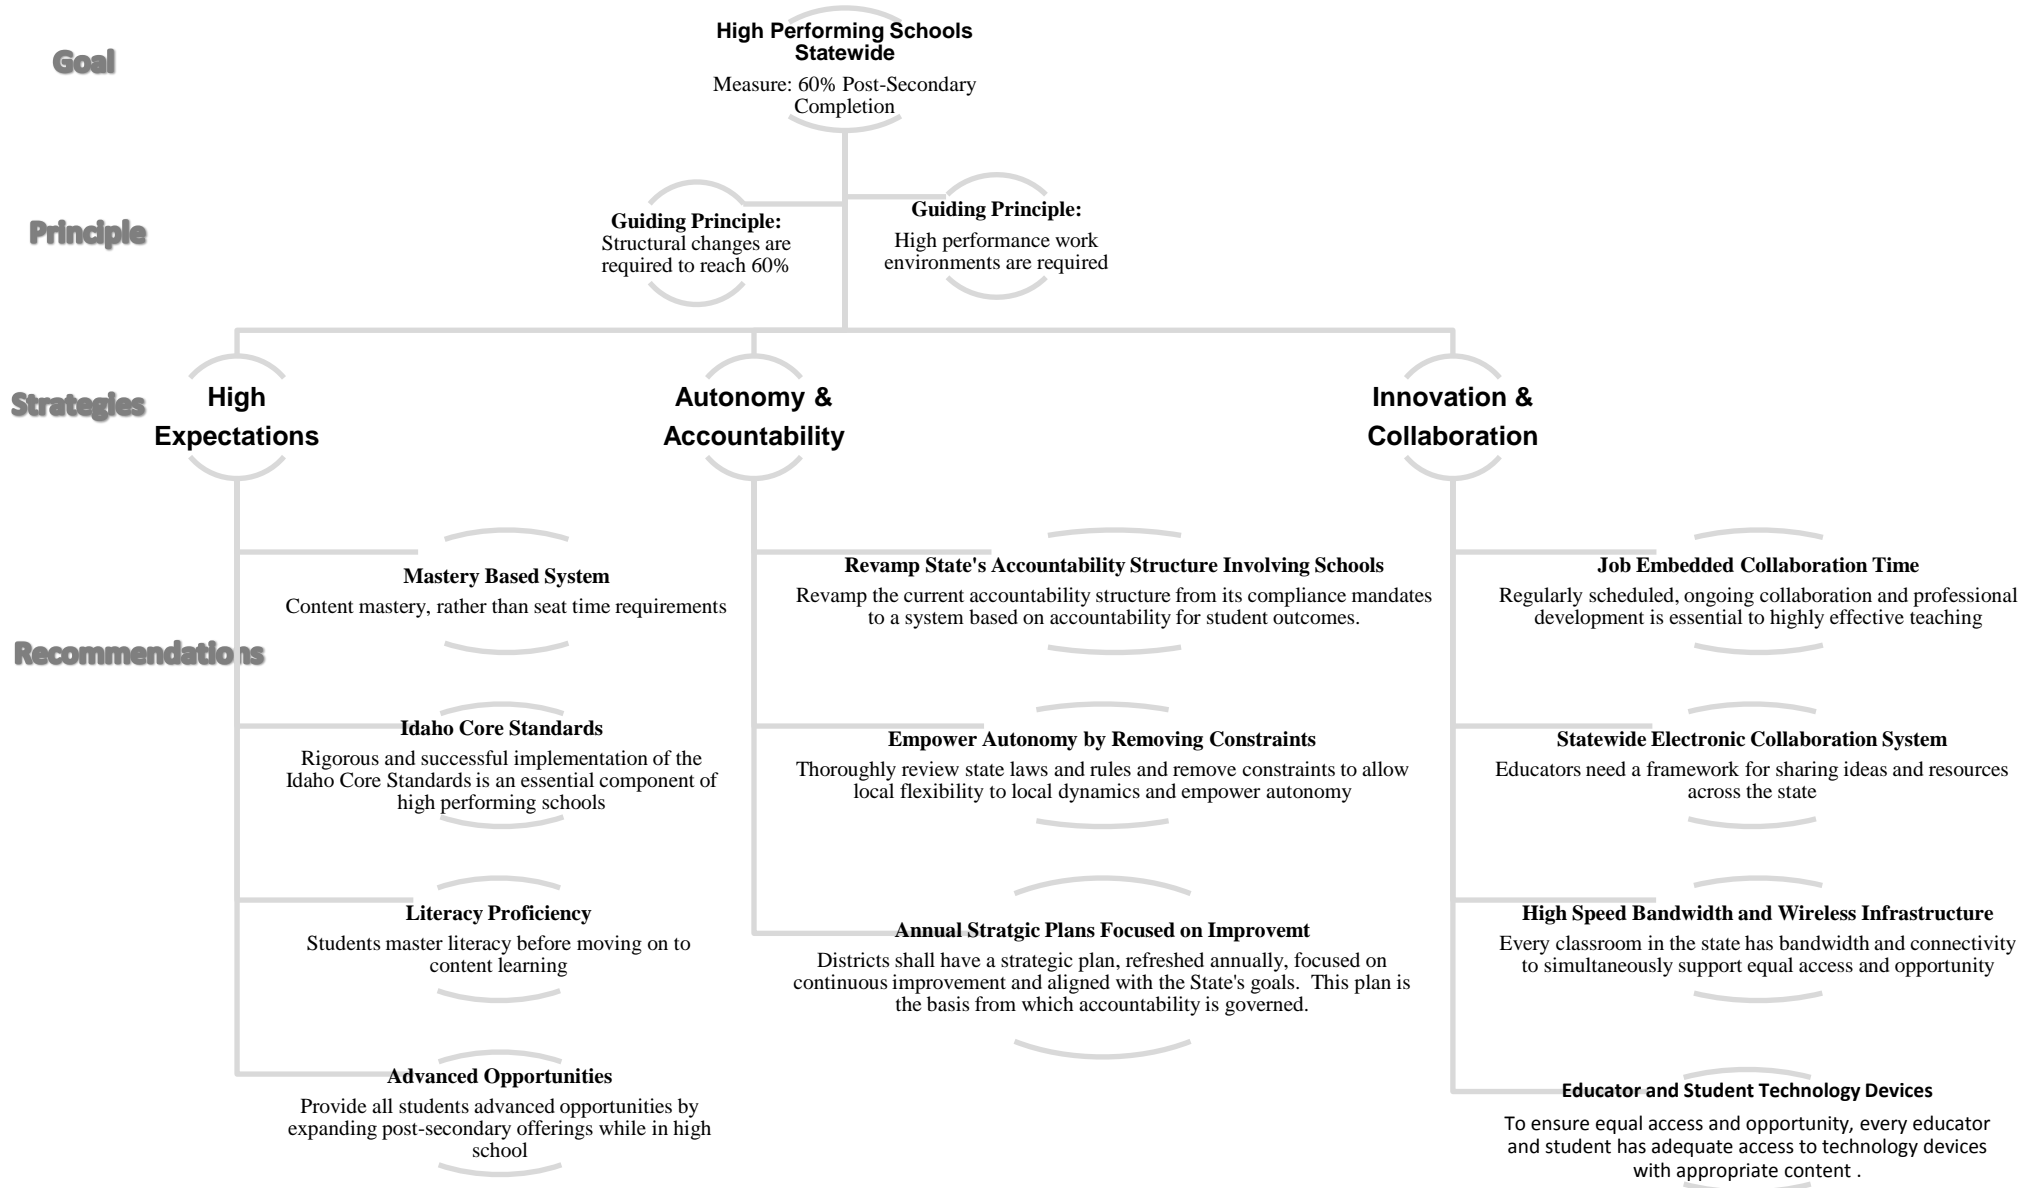 Goal
High Performing Schools
Statewide
Measure: 60% Post-Secondary
Completion
Principle
Guiding Principle:
Structural changes are
required to reach 60%
Guiding Principle:
High performance work
environments are required
Strategies
High
Expectations
Autonomy &
Accountability
Innovation &
Collaboration
Recommendations
Mastery Based System
Content mastery, rather than seat time requirements
Idaho Core Standards
Rigorous and successful implementation of the
Idaho Core Standards is an essential component of
high performing schools
Literacy Proficiency
Students master literacy before moving on to
content learning
Advanced Opportunities
Provide all students advanced opportunities by
expanding post-secondary offerings while in high
school
Revamp State's Accountability Structure Involving Schools
Revamp the current accountability structure from its compliance mandates
to a system based on accountability for student outcomes.
Empower Autonomy by Removing Constraints
Thoroughly review state laws and rules and remove constraints to allow
local flexibility to local dynamics and empower autonomy
Annual Stratgic Plans Focused on Improvemt
Districts shall have a strategic plan, refreshed annually, focused on
continuous improvement and aligned with the State's goals.  This plan is
the basis from which accountability is governed.
Job Embedded Collaboration Time
Regularly scheduled, ongoing collaboration and professional
development is essential to highly effective teaching
Statewide Electronic Collaboration System
Educators need a framework for sharing ideas and resources
across the state
High Speed Bandwidth and Wireless Infrastructure
Every classroom in the state has bandwidth and connectivity
to simultaneously support equal access and opportunity
Educator and Student Technology Devices
To ensure equal access and opportunity, every educator
and student has adequate access to technology devices
with appropriate content .